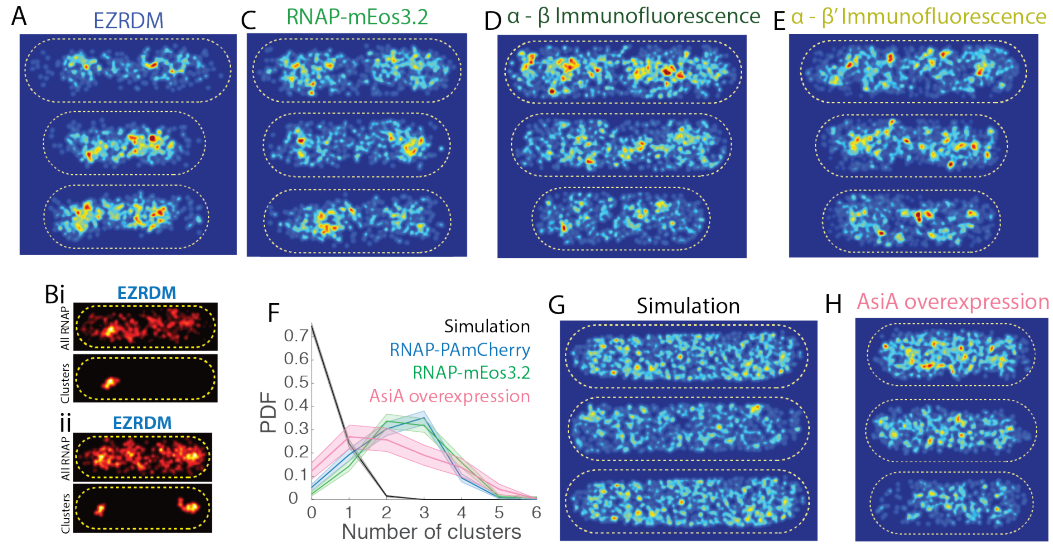 A
EZRDM
C
RNAP-mEos3.2
D
α - β Immunofluorescence
E
α - β′ Immunofluorescence
Bi
EZRDM
All RNAP
Clusters
ii
EZRDM
All RNAP
Clusters
F
Simulation
RNAP-PAmCherry
RNAP-mEos3.2
AsiA overexpression
PDF
0.7
0.6
0.5
0.4
0.3
0.2
0.1
0
0 1 2 3 4 5 6
Number of clusters
G
Simulation
H
AsiA overexpression